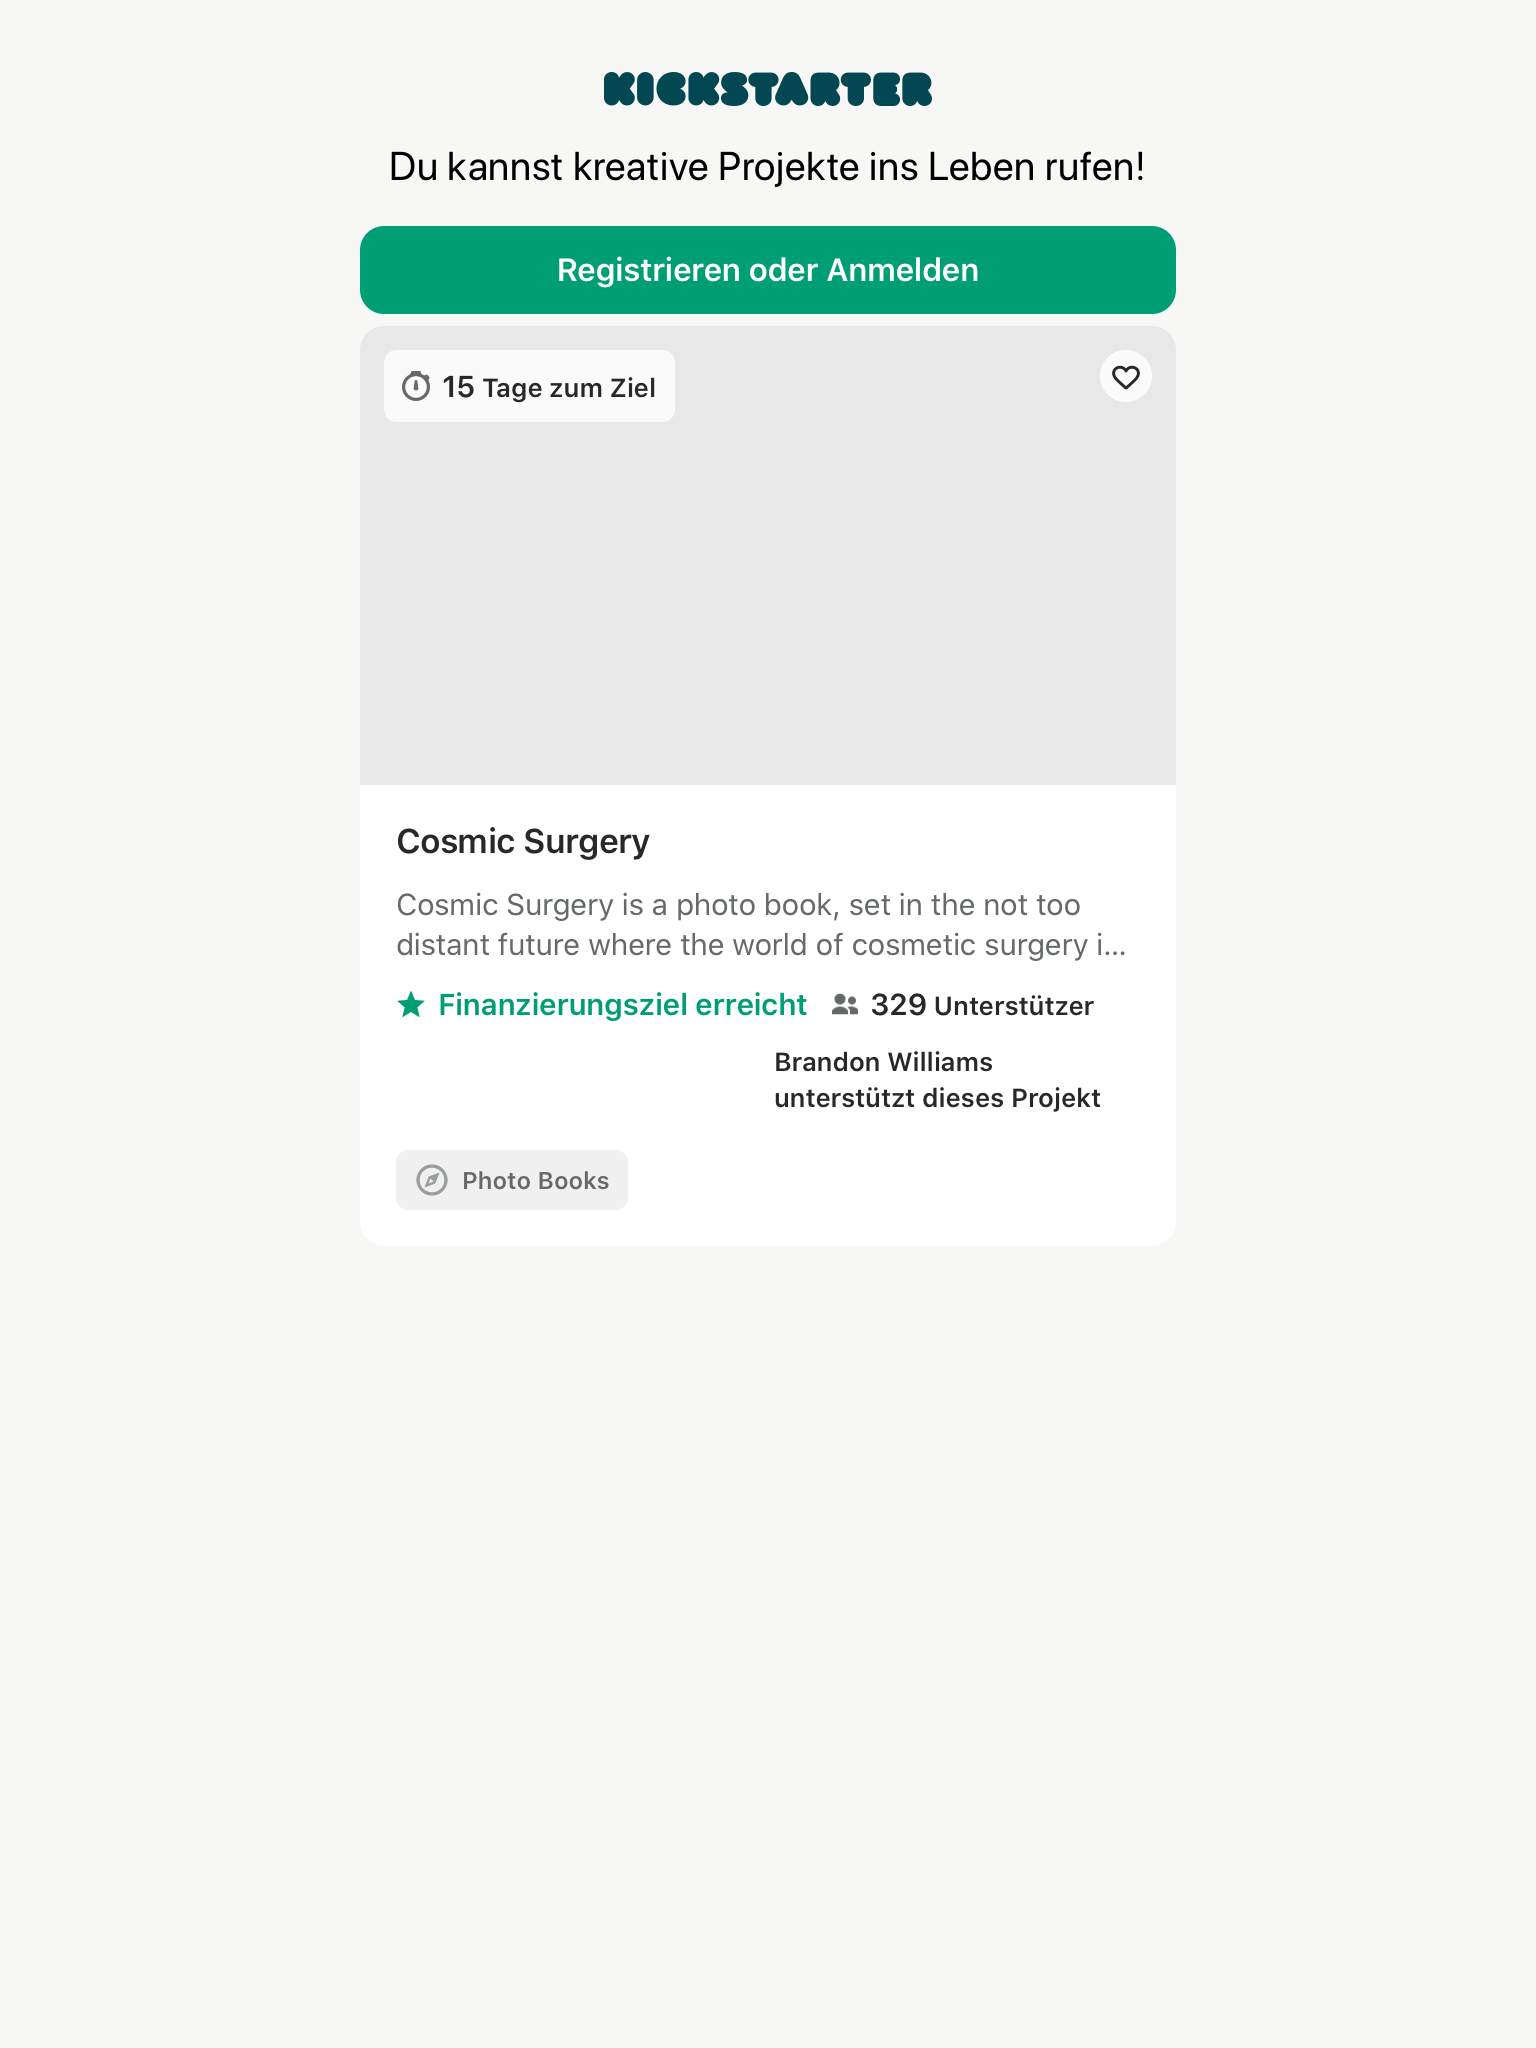 KICKSTARTER
Du kannst kreative Projekte ins Leben rufen!
Registrieren oder Anmelden
15 Tage zum Ziel
Cosmic Surgery
Cosmic Surgery is a photo book, set in the not too
distant future where the world of cosmetic surgery i...
Finanzierungsziel erreicht
329 Unterstützer
Brandon Williams
unterstützt dieses Projekt
Photo Books